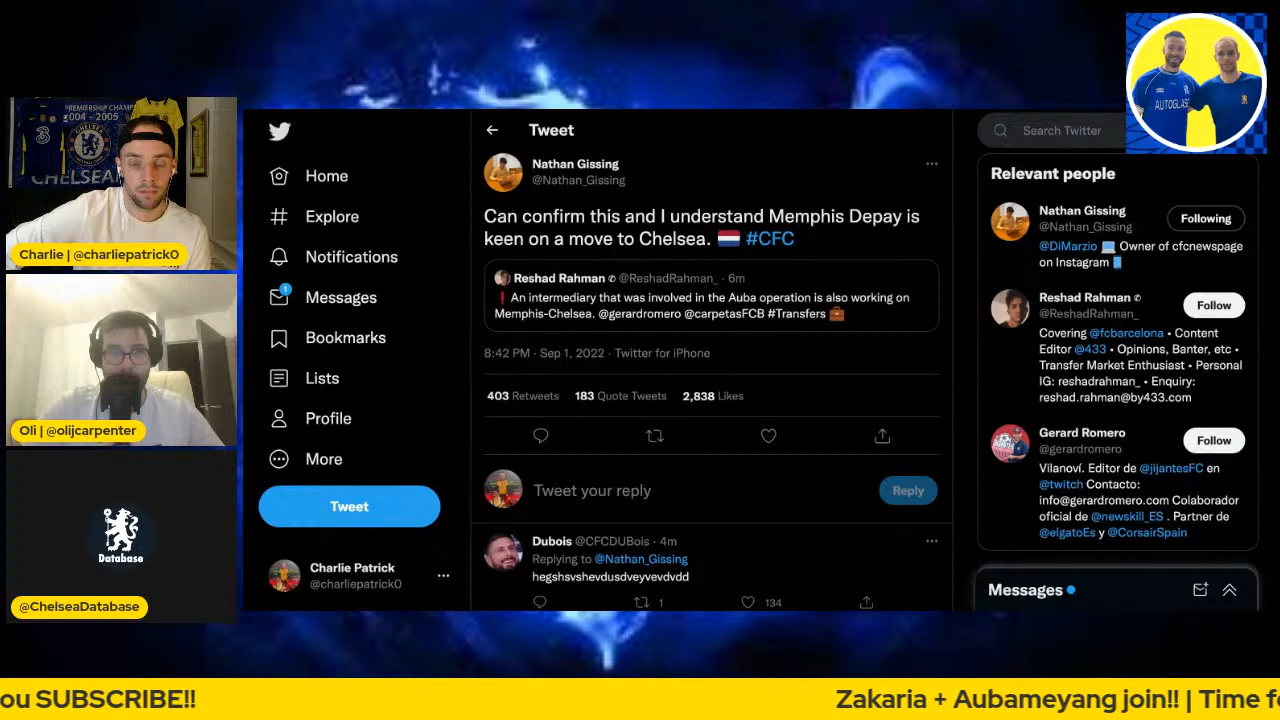 AUTOGLASS
PREMIERSHIP CHAMP
2004 - 2005
3
CHELSEA
Charlie | @charliepatrick0
Oli | @olijcarpenter
Database
@ChelseaDatabase
Home
Explore
Notifications
1
Messages
Bookmarks
Lists
Profile
More
Tweet
Charlie Patrick
@charliepatrick0
Tweet
Nathan Gissing
@Nathan_Gissing
Can confirm this and I understand Memphis Depay is
keen on a move to Chelsea. 🇳🇱 #CFC
Reshad Rahman ✆ @ReshadRahman_ · 6m
❗ An intermediary that was involved in the Auba operation is also working on
Memphis-Chelsea. @gerardromero @carpetasFCB #Transfers 💼
8:42 PM · Sep 1, 2022 · Twitter for iPhone
403 Retweets 183 Quote Tweets 2,838 Likes
Tweet your reply
Reply
Dubois @CFCDUBois · 4m
Replying to @Nathan_Gissing
hegshsvshevdusdveyvevdvdd
1
134
Search Twitter
Relevant people
Nathan Gissing
@Nathan_Gissing
Following
@DiMarzio 💻 Owner of cfcnewspage
on Instagram 📱
Reshad Rahman ✆
@ReshadRahman_
Follow
Covering @fcbarcelona • Content
Editor @433 • Opinions, Banter, etc •
Transfer Market Enthusiast • Personal
IG: reshadrahman_ • Enquiry:
reshad.rahman@by433.com
Gerard Romero
@gerardromero
Follow
Vilanoví. Editor de @jijantesFC en
@twitch Contacto:
info@gerardromero.com Colaborador
oficial de @newskill_ES . Partner de
@elgatoEs y @CorsairSpain
Messages
ou SUBSCRIBE!!
Zakaria + Aubameyang join!! | Time fo